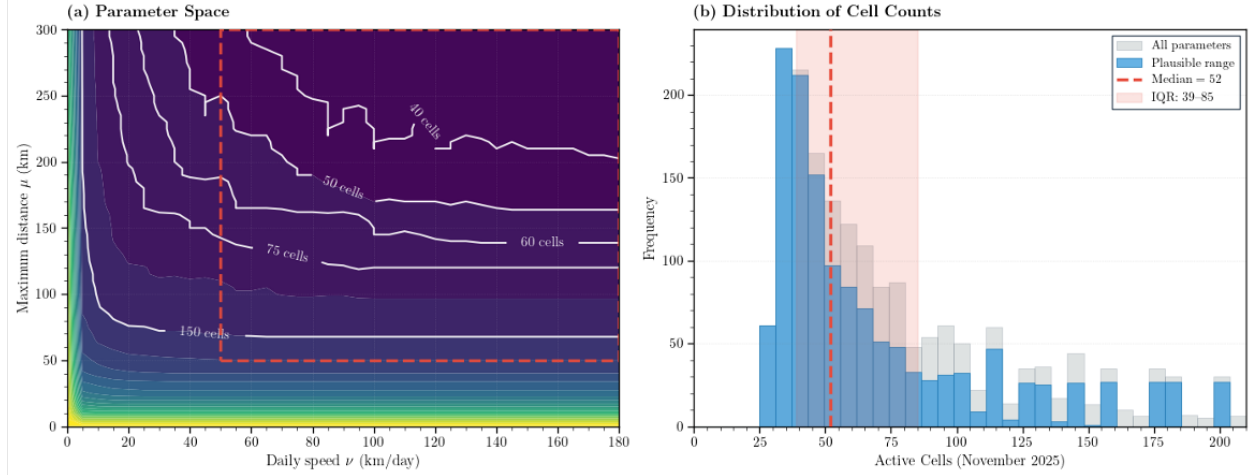 (a) Parameter Space
300
250
200
150
100
50
0
Maximum distance μ (km)
40 cells
50 cells
60 cells
75 cells
150 cells
0
20
40
60
80
100
120
140
160
180
Daily speed ν (km/day)
(b) Distribution of Cell Counts
All parameters
Plausible range
Median = 52
IQR: 39–85
200
150
100
50
0
Frequency
0
25
50
75
100
125
150
175
200
Active Cells (November 2025)